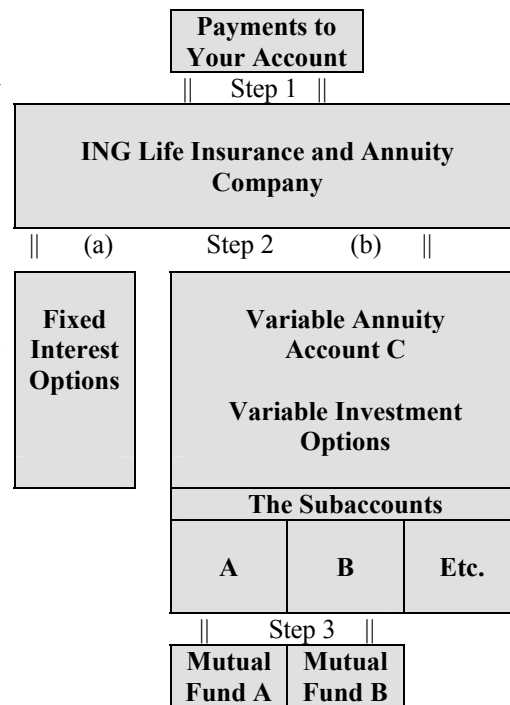 Payments to
Your Account
|| Step 1 ||
ING Life Insurance and Annuity
Company
|| (a) Step 2 (b) ||
Fixed
Interest
Options
Variable Annuity
Account C
Variable Investment
Options
The Subaccounts
A B Etc.
|| Step 3 ||
Mutual
Fund A
Mutual
Fund B